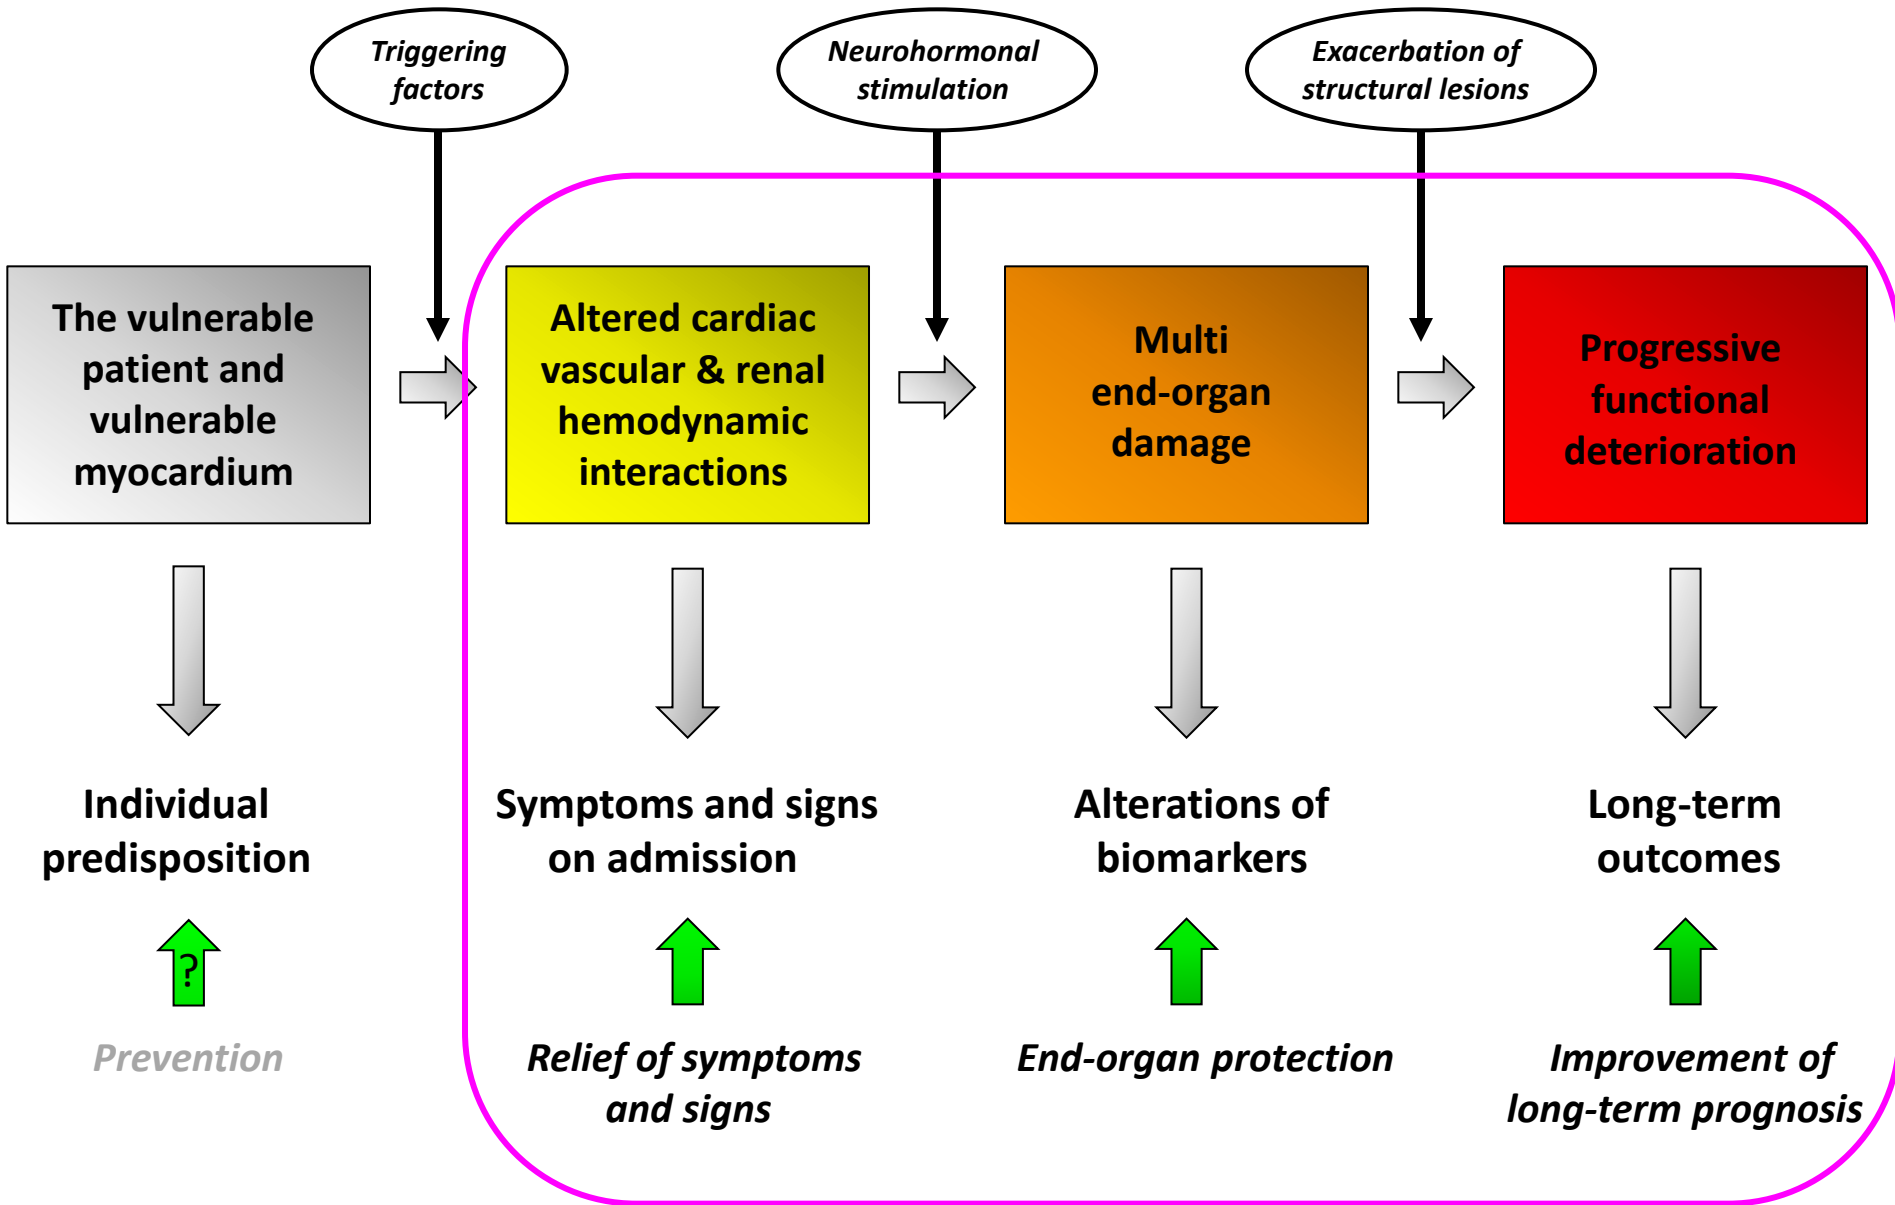 Triggering
factors
Neurohormonal
stimulation
Exacerbation of
structural lesions
The vulnerable
patient and
vulnerable
myocardium
Altered cardiac
vascular & renal
hemodynamic
interactions
Multi
end-organ
damage
Progressive
functional
deterioration
Individual
predisposition
Symptoms and signs
on admission
Alterations of
biomarkers
Long-term
outcomes
?
Prevention
Relief of symptoms
and signs
End-organ protection
Improvement of
long-term prognosis